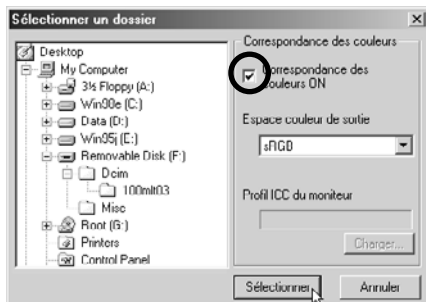 Sélectionner un dossier
Desktop
My Computer
3½ Floppy (A:)
Win98e (C:)
Data (D:)
Win95j (E:)
Removable Disk (F:)
Dcim
100mlt03
Misc
Root (G:)
Printers
Control Panel
Correspondance des couleurs
Correspondance des
couleurs ON
Espace couleur de sortie
sRGB
Profil ICC du moniteur
Charger...
Sélectionner
Annuler